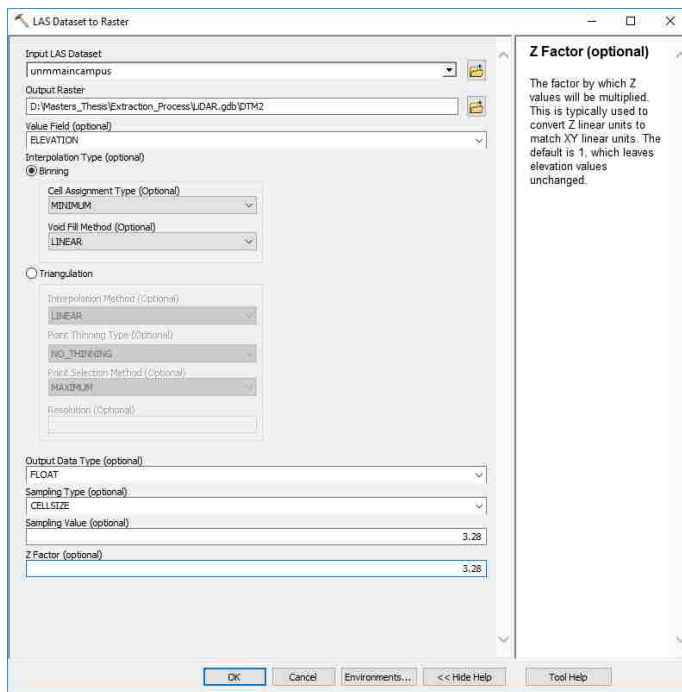 LAS Dataset to Raster
Input LAS Dataset
unmmaincampus
Output Raster
D:\Masters_Thesis\Extraction_Process\LiDAR.gdb\DTM2
Value Field (optional)
ELEVATION
Interpolation Type (optional)
Binning
Cell Assignment Type (Optional)
MINIMUM
Void Fill Method (Optional)
LINEAR
Triangulation
Interpolation Method (Optional)
LINEAR
Point Thinning Type (Optional)
NO_THINNING
Point Selection Method (Optional)
MAXIMUM
Resolution (Optional)
Output Data Type (optional)
FLOAT
Sampling Type (optional)
CELLSIZE
Sampling Value (optional)
3.28
Z Factor (optional)
3.28
OK
Cancel
Environments...
<< Hide Help
Z Factor (optional)
The factor by which Z
values will be multiplied.
This is typically used to
convert Z linear units to
match XY linear units. The
default is 1, which leaves
elevation values
unchanged.
Tool Help